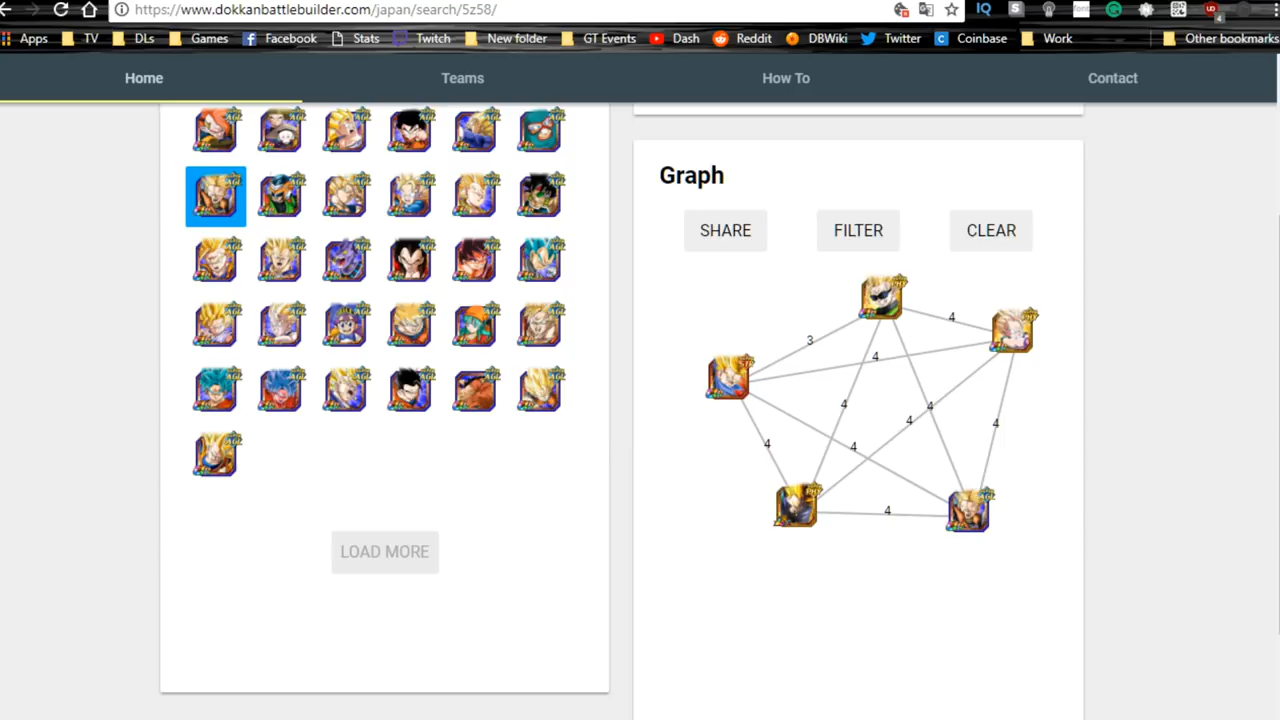 https://www.dokkanbattlebuilder.com/japan/search/5z58/
Apps TV DLs Games Facebook Stats Twitch New folder GT Events Dash Reddit DBWiki Twitter Coinbase Work Other bookmarks
Home Teams How To Contact
Graph
SHARE FILTER CLEAR
4
3
4
4
4
4
4
4
4
4
LOAD MORE